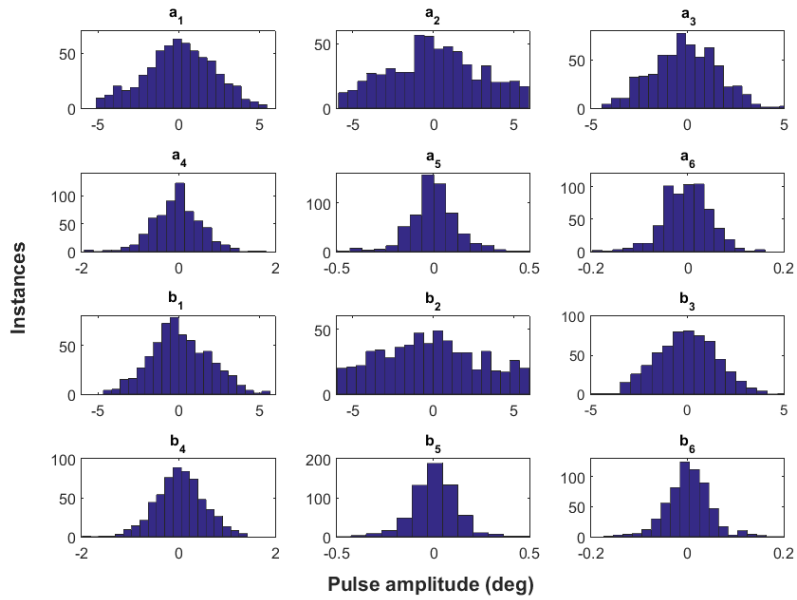 a1 a2 a3
50 0 -5 0 5
50 0 -5 0 5
50 0 -5 0 5
a4 a5 a6
100 50 0 -2 0 2
100 0 -0.5 0 0.5
100 50 0 -0.2 0 0.2
Instances
b1 b2 b3
50 0 -5 0 5
50 0 -5 0 5
100 50 0 -5 0 5
b4 b5 b6
100 50 0 -2 0 2
200 100 0 -0.5 0 0.5
100 50 0 -0.2 0 0.2
Pulse amplitude (deg)